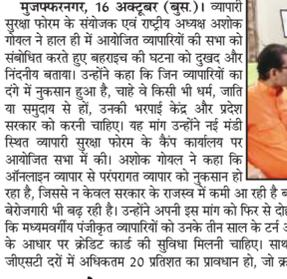 मुजफ्फरनगर, 16 अक्टूबर (बुस.)। व्यापारी
सुरक्षा फोरम के संयोजक एवं राष्ट्रीय अध्यक्ष अशोक
गोयल ने हाल ही में आयोजित व्यापारियों की सभा को
संबोधित करते हुए बहराइच की घटना को दुखद और
निंदनीय बताया। उन्होंने कहा कि जिन व्यापारियों का
दंगे में नुकसान हुआ है, चाहे वे किसी भी धर्म, जाति
या समुदाय से हों, उनकी भरपाई केंद्र और प्रदेश
सरकार को करनी चाहिए। यह मांग उन्होंने नई मंडी
स्थित व्यापारी सुरक्षा फोरम के कैंप कार्यालय पर
आयोजित सभा में की। अशोक गोयल ने कहा कि
ऑनलाइन व्यापार से परंपरागत व्यापार को नुकसान हो
रहा है, जिससे न केवल सरकार के राजस्व में कमी आ रही है
बेरोजगारी भी बढ़ रही है। उन्होंने अपनी इस मांग को फिर से
कि मध्यमवर्गीय पंजीकृत व्यापारियों को उनके तीन साल के टर्न
के आधार पर क्रेडिट कार्ड की सुविधा मिलनी चाहिए।
जीएसटी दरों में अधिकतम 20 प्रतिशत का प्रावधान हो, जो